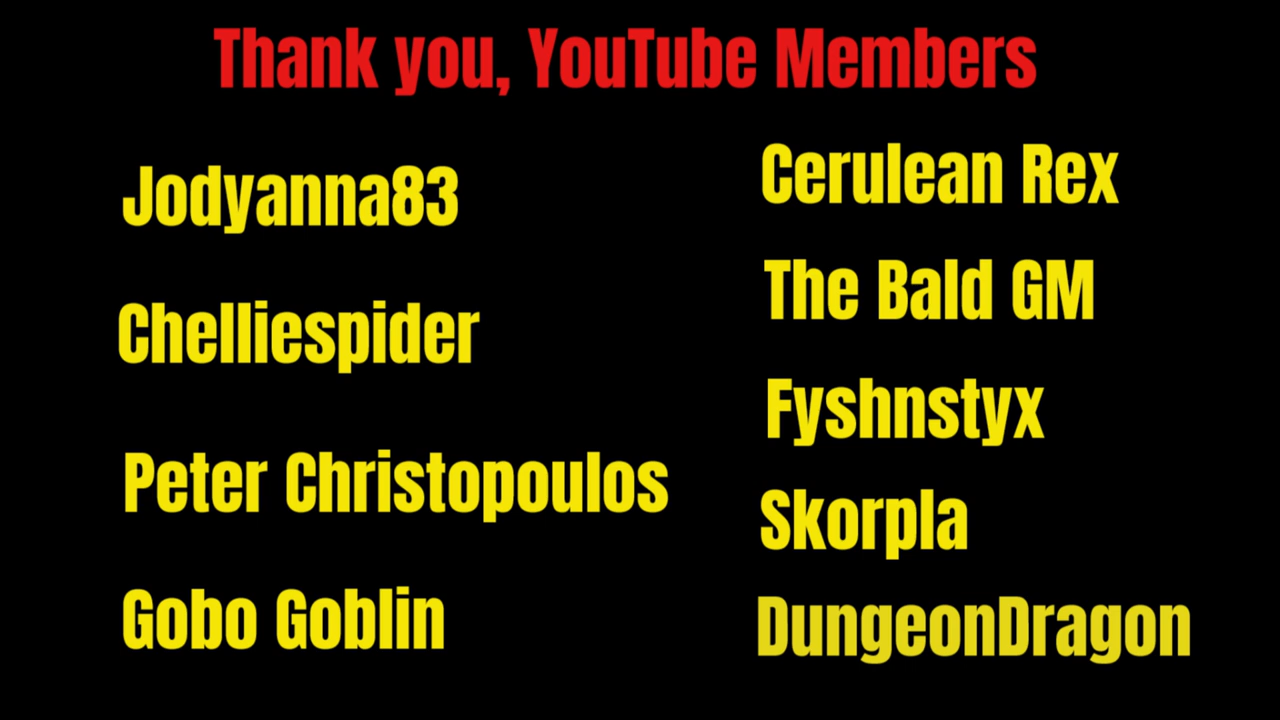 Thank you, YouTube Members
Jodyanna83
Chelliespider
Peter Christopoulos
Gobo Goblin
Cerulean Rex
The Bald GM
Fyshnstyx
Skorpla
DungeonDragon